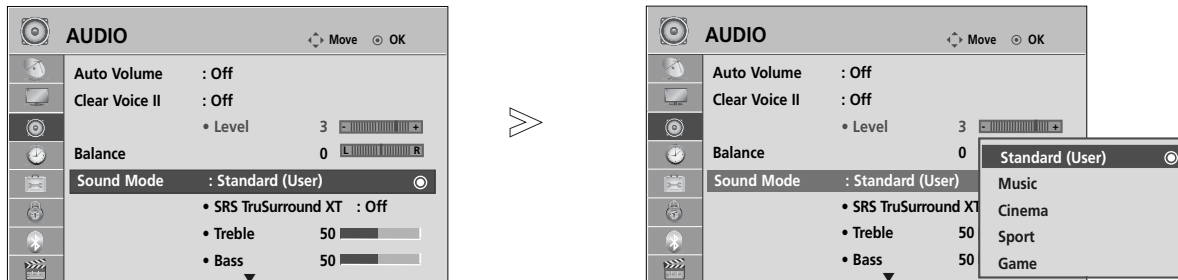 AUDIO Move OK
Auto Volume : Off
Clear Voice II : Off
• Level 3 - +
Balance 0 L R
Sound Mode : Standard (User)
• SRS TruSurround XT : Off
• Treble 50
• Bass 50
>
AUDIO Move OK
Auto Volume : Off
Clear Voice II : Off
• Level 3 - +
Balance 0
Sound Mode : Standard (User)
• SRS TruSurround XT
• Treble 50
• Bass 50
Standard (User)
Music
Cinema
Sport
Game